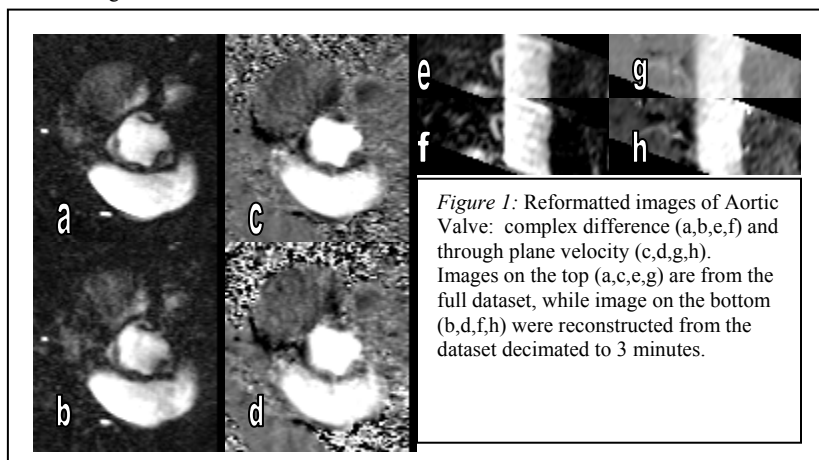 a
b
c
d
e
f
g
h
Figure 1: Reformatted images of Aortic
Valve: complex difference (a,b,e,f) and
through plane velocity (c,d,g,h).
Images on the top (a,c,e,g) are from the
full dataset, while image on the bottom
(b,d,f,h) were reconstructed from the
dataset decimated to 3 minutes.